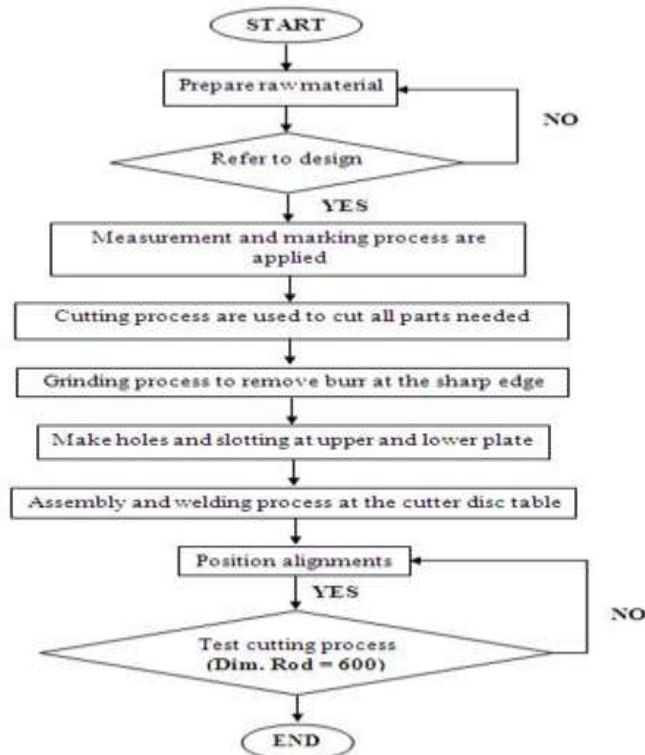 START
Prepare raw material
NO
Refer to design
YES
Measurement and marking process are
applied
Cutting process are used to cut all parts needed
Grinding process to remove burr at the sharp edge
Make holes and slotting at upper and lower plate
Assembly and welding process at the cutter disc table
Position alignments
YES
NO
Test cutting process
(Dim. Rod = 600)
END